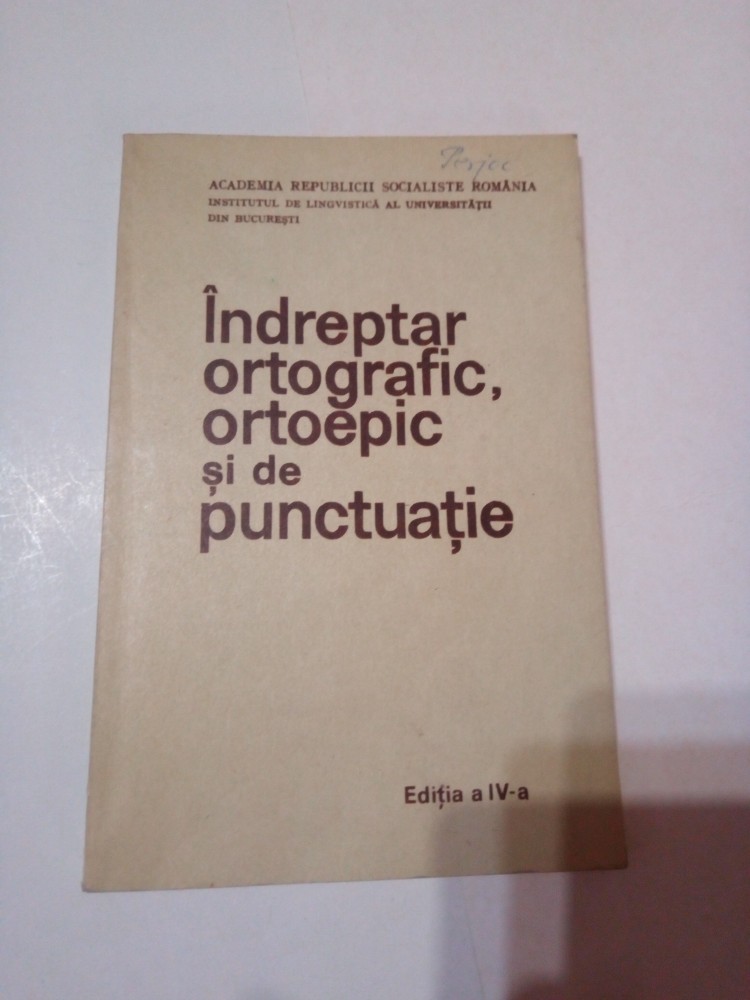 ACADEMIA REPUBLICII SOCIALISTE ROMÂNIA
INSTITUTUL DE LINGVISTICĂ AL UNIVERSITĂȚII
DIN BUCUREȘTI
Îndreptar
ortografic,
ortoepic
și de
punctuație
Ediția a IV-a